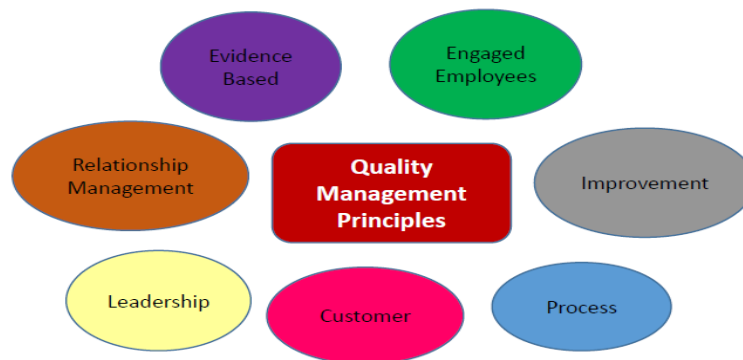 Evidence
Based
Engaged
Employees
Relationship
Management
Quality
Management
Principles
Improvement
Leadership
Customer
Process